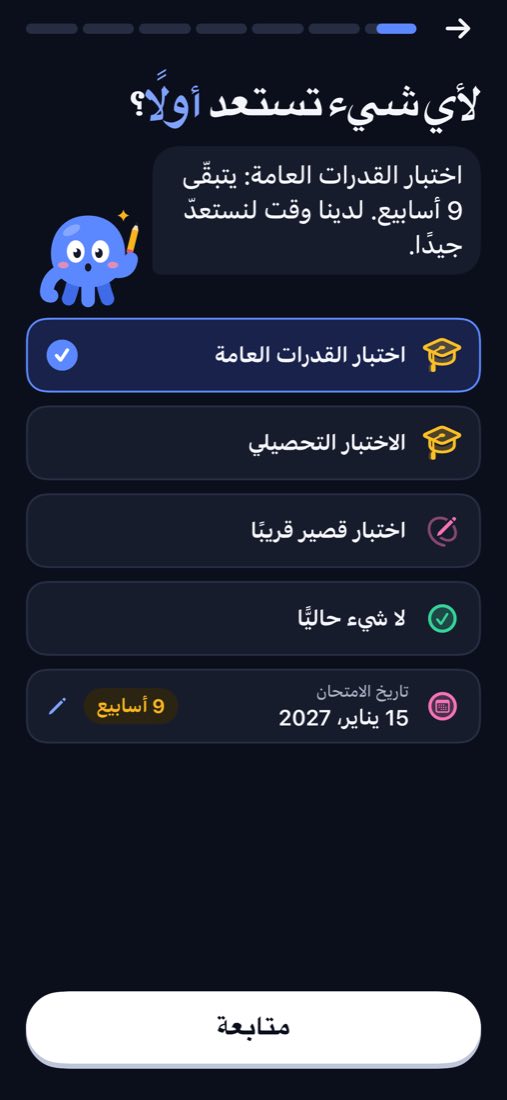 لأي شيء تستعد أولًا؟
اختبار القدرات العامة: يتبقّى
9 أسابيع. لدينا وقت لنستعدّ
جيدًا.
اختبار القدرات العامة
الاختبار التحصيلي
اختبار قصير قريبًا
لا شيء حاليًّا
تاريخ الامتحان
15 يناير، 2027
9 أسابيع
متابعة